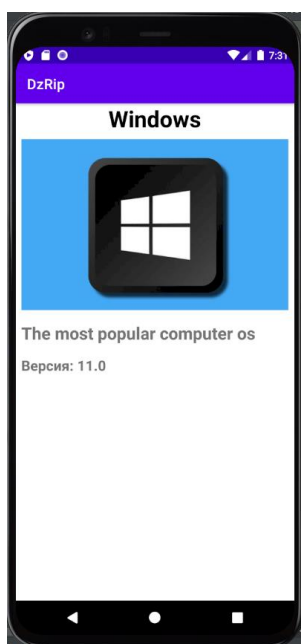 7:31
DzRip
Windows
The most popular computer os
Версия: 11.0